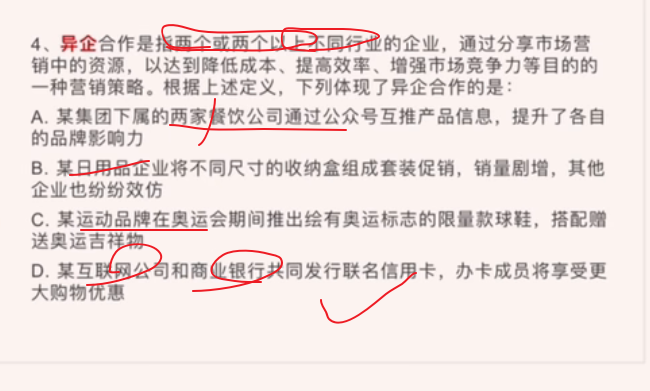 4、异企合作是指两个或两个以上不同行业的企业，通过分享市场营
销中的资源，以达到降低成本、提高效率、增强市场竞争力等目的的
一种营销策略。根据上述定义，下列体现了异企合作的是：
A. 某集团下属的两家餐饮公司通过公众号互推产品信息，提升了各自
的品牌影响力
B. 某日用品企业将不同尺寸的收纳盒组成套装促销，销量剧增，其他
企业也纷纷效仿
C. 某运动品牌在奥运会期间推出绘有奥运标志的限量款球鞋，搭配赠
送奥运吉祥物
D. 某互联网公司和商业银行共同发行联名信用卡，办卡成员将享受更
大购物优惠